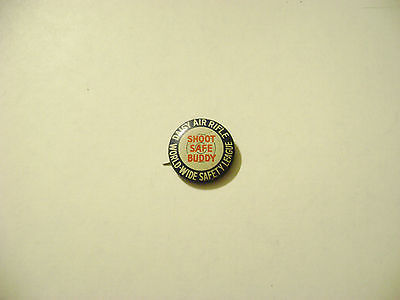 DAISY AIR RIFLE
SHOOT
SAFE
BUDDY
WORLD-WIDE SAFETY LEAGUE